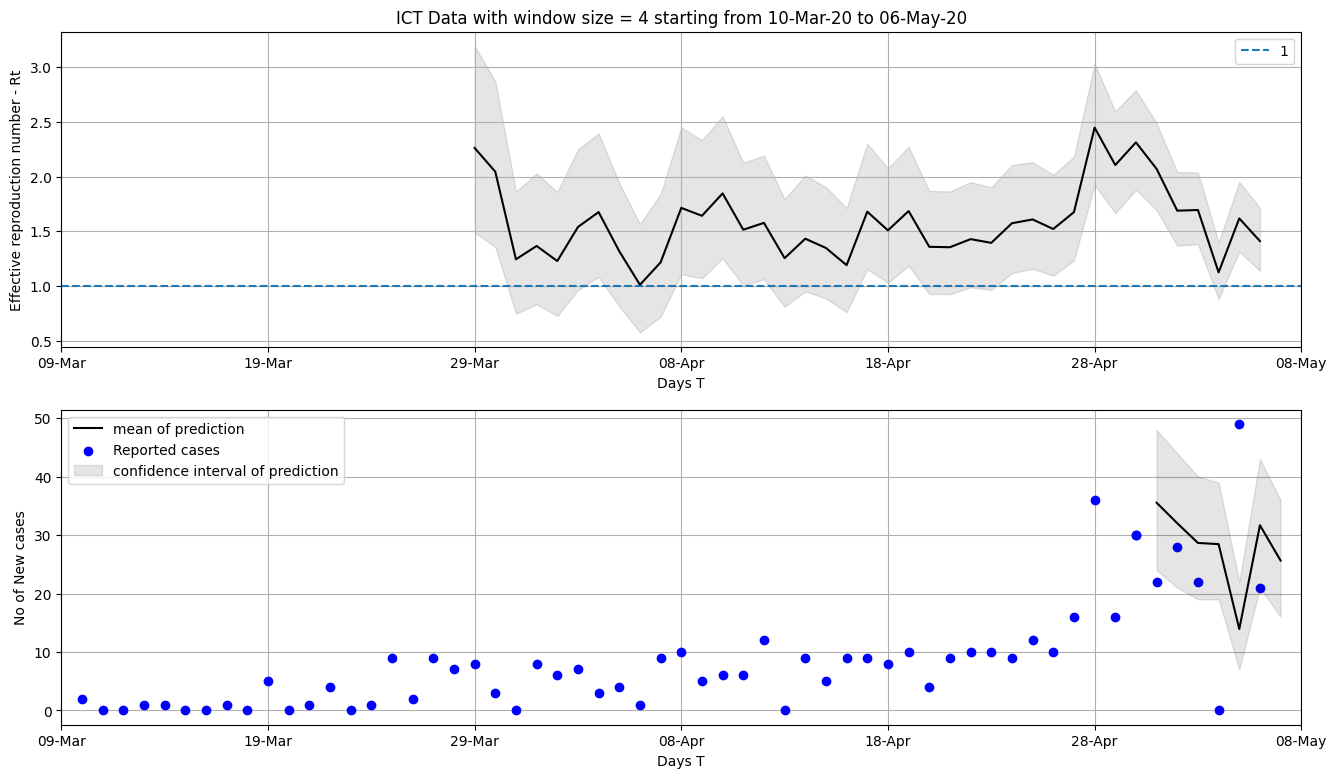 ICT Data with window size = 4 starting from 10-Mar-20 to 06-May-20
1
Effective reproduction number - Rt
3.0
2.5
2.0
1.5
1.0
0.5
09-Mar 19-Mar 29-Mar 08-Apr 18-Apr 28-Apr 08-May
Days T
mean of prediction
Reported cases
confidence interval of prediction
No of New cases
50
40
30
20
10
0
09-Mar 19-Mar 29-Mar 08-Apr 18-Apr 28-Apr 08-May
Days T